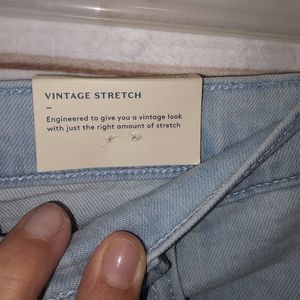 VINTAGE STRETCH
–
Engineered to give you a vintage look
with just the right amount of stretch